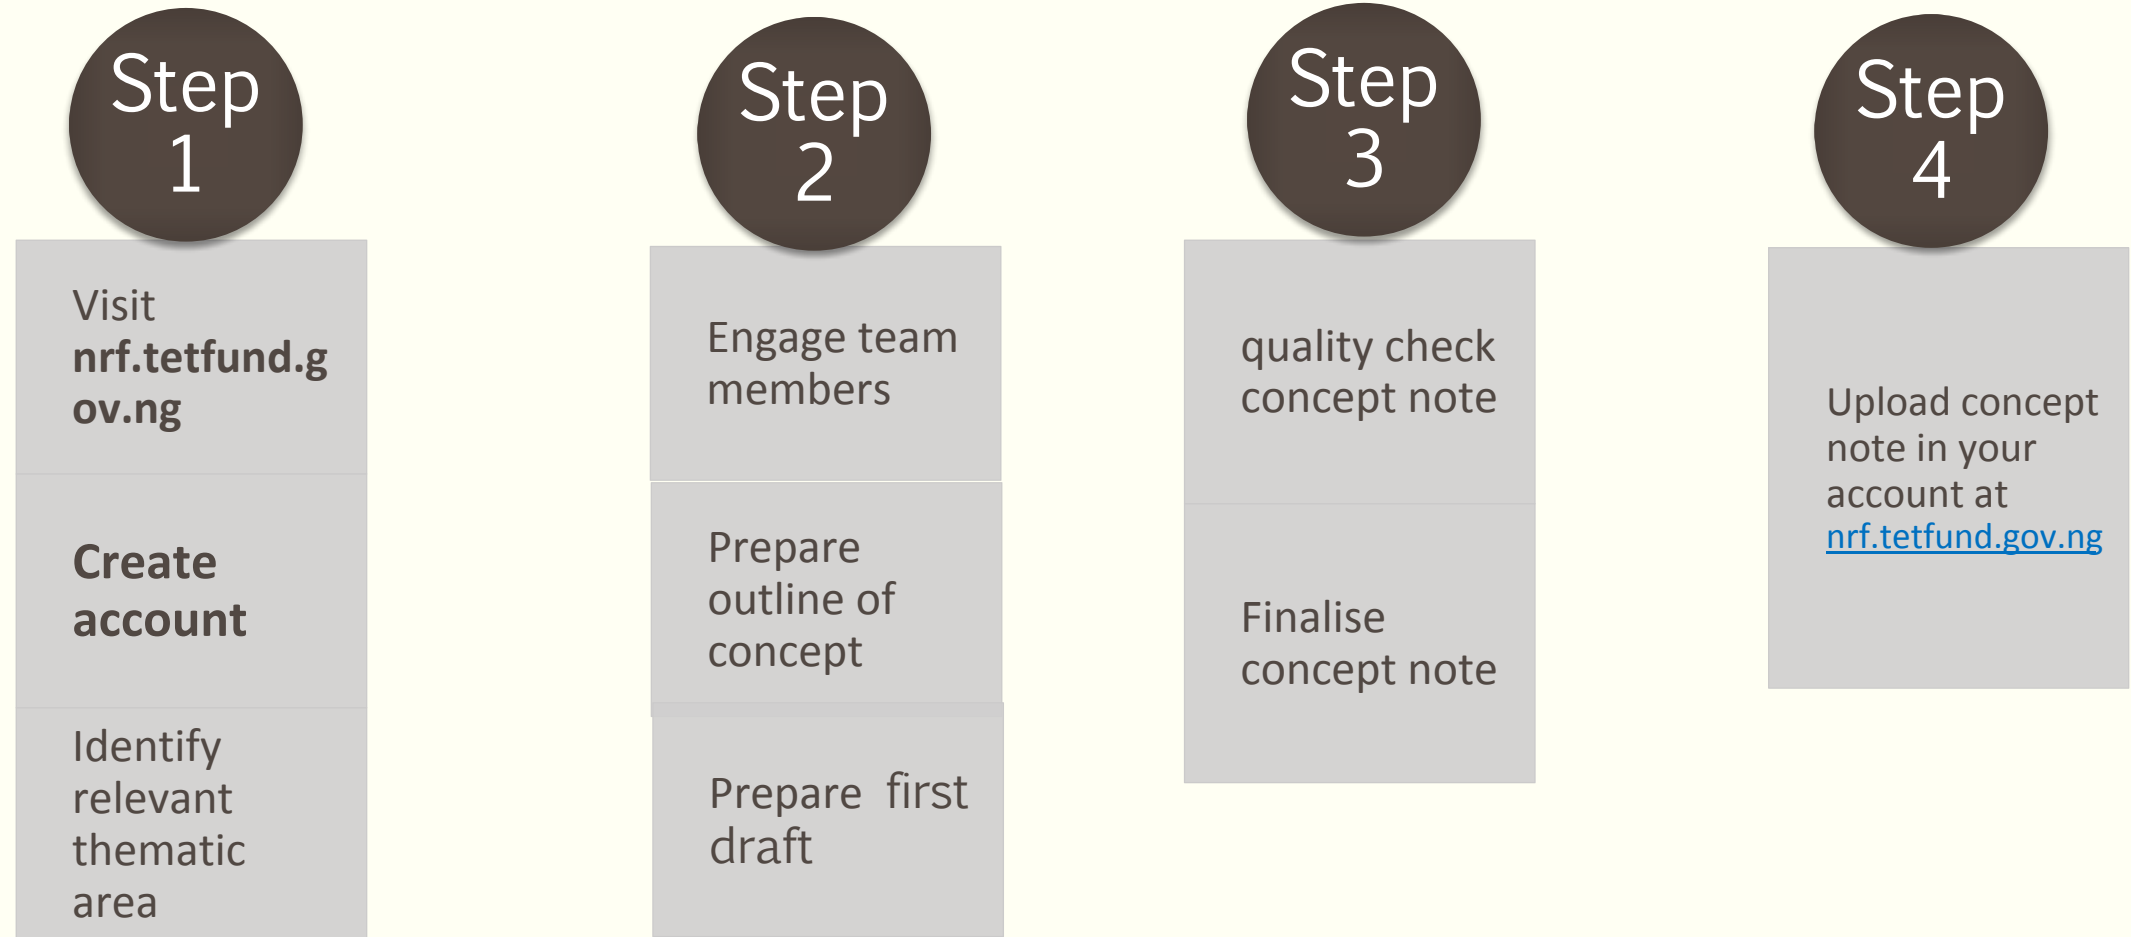 Step
1
Visit
nrf.tetfund.g
ov.ng
Create
account
Identify
relevant
thematic
area
Step
2
Engage team
members
Prepare
outline of
concept
Prepare first
draft
Step
3
quality check
concept note
Finalise
concept note
Step
4
Upload concept
note in your
account at
nrf.tetfund.gov.ng